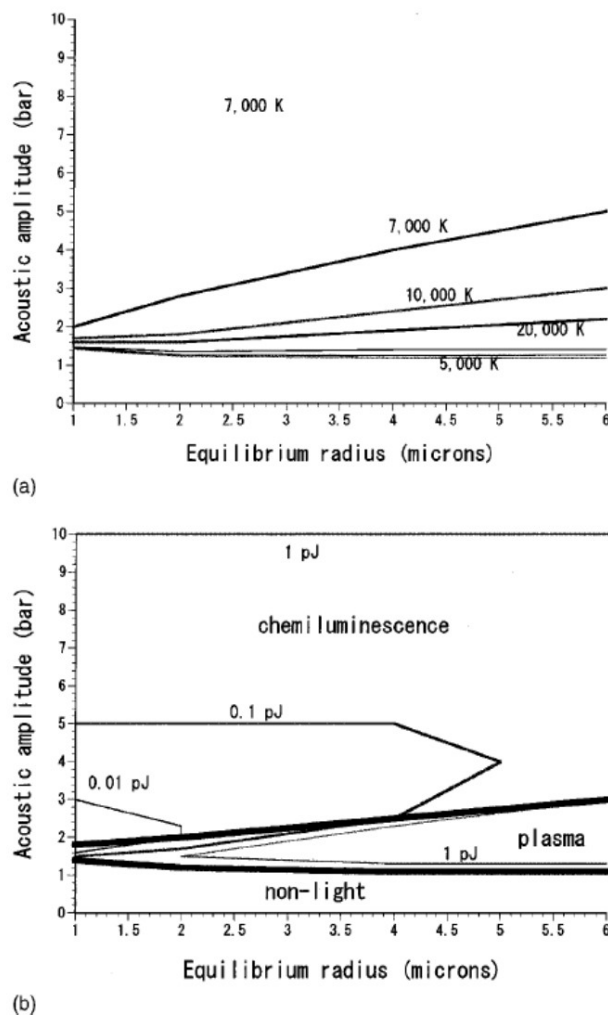 10
9
8
7
6
5
4
3
2
1
0
Acoustic amplitude (bar)
7,000 K
7,000 K
10,000 K
20,000 K
5,000 K
1 1.5 2 2.5 3 3.5 4 4.5 5 5.5 6
Equilibrium radius (microns)
(a)
10
9
8
7
6
5
4
3
2
1
0
Acoustic amplitude (bar)
1 pJ
chemiluminescence
0.1 pJ
0.01 pJ
plasma
1 pJ
non-light
1 1.5 2 2.5 3 3.5 4 4.5 5 5.5 6
Equilibrium radius (microns)
(b)